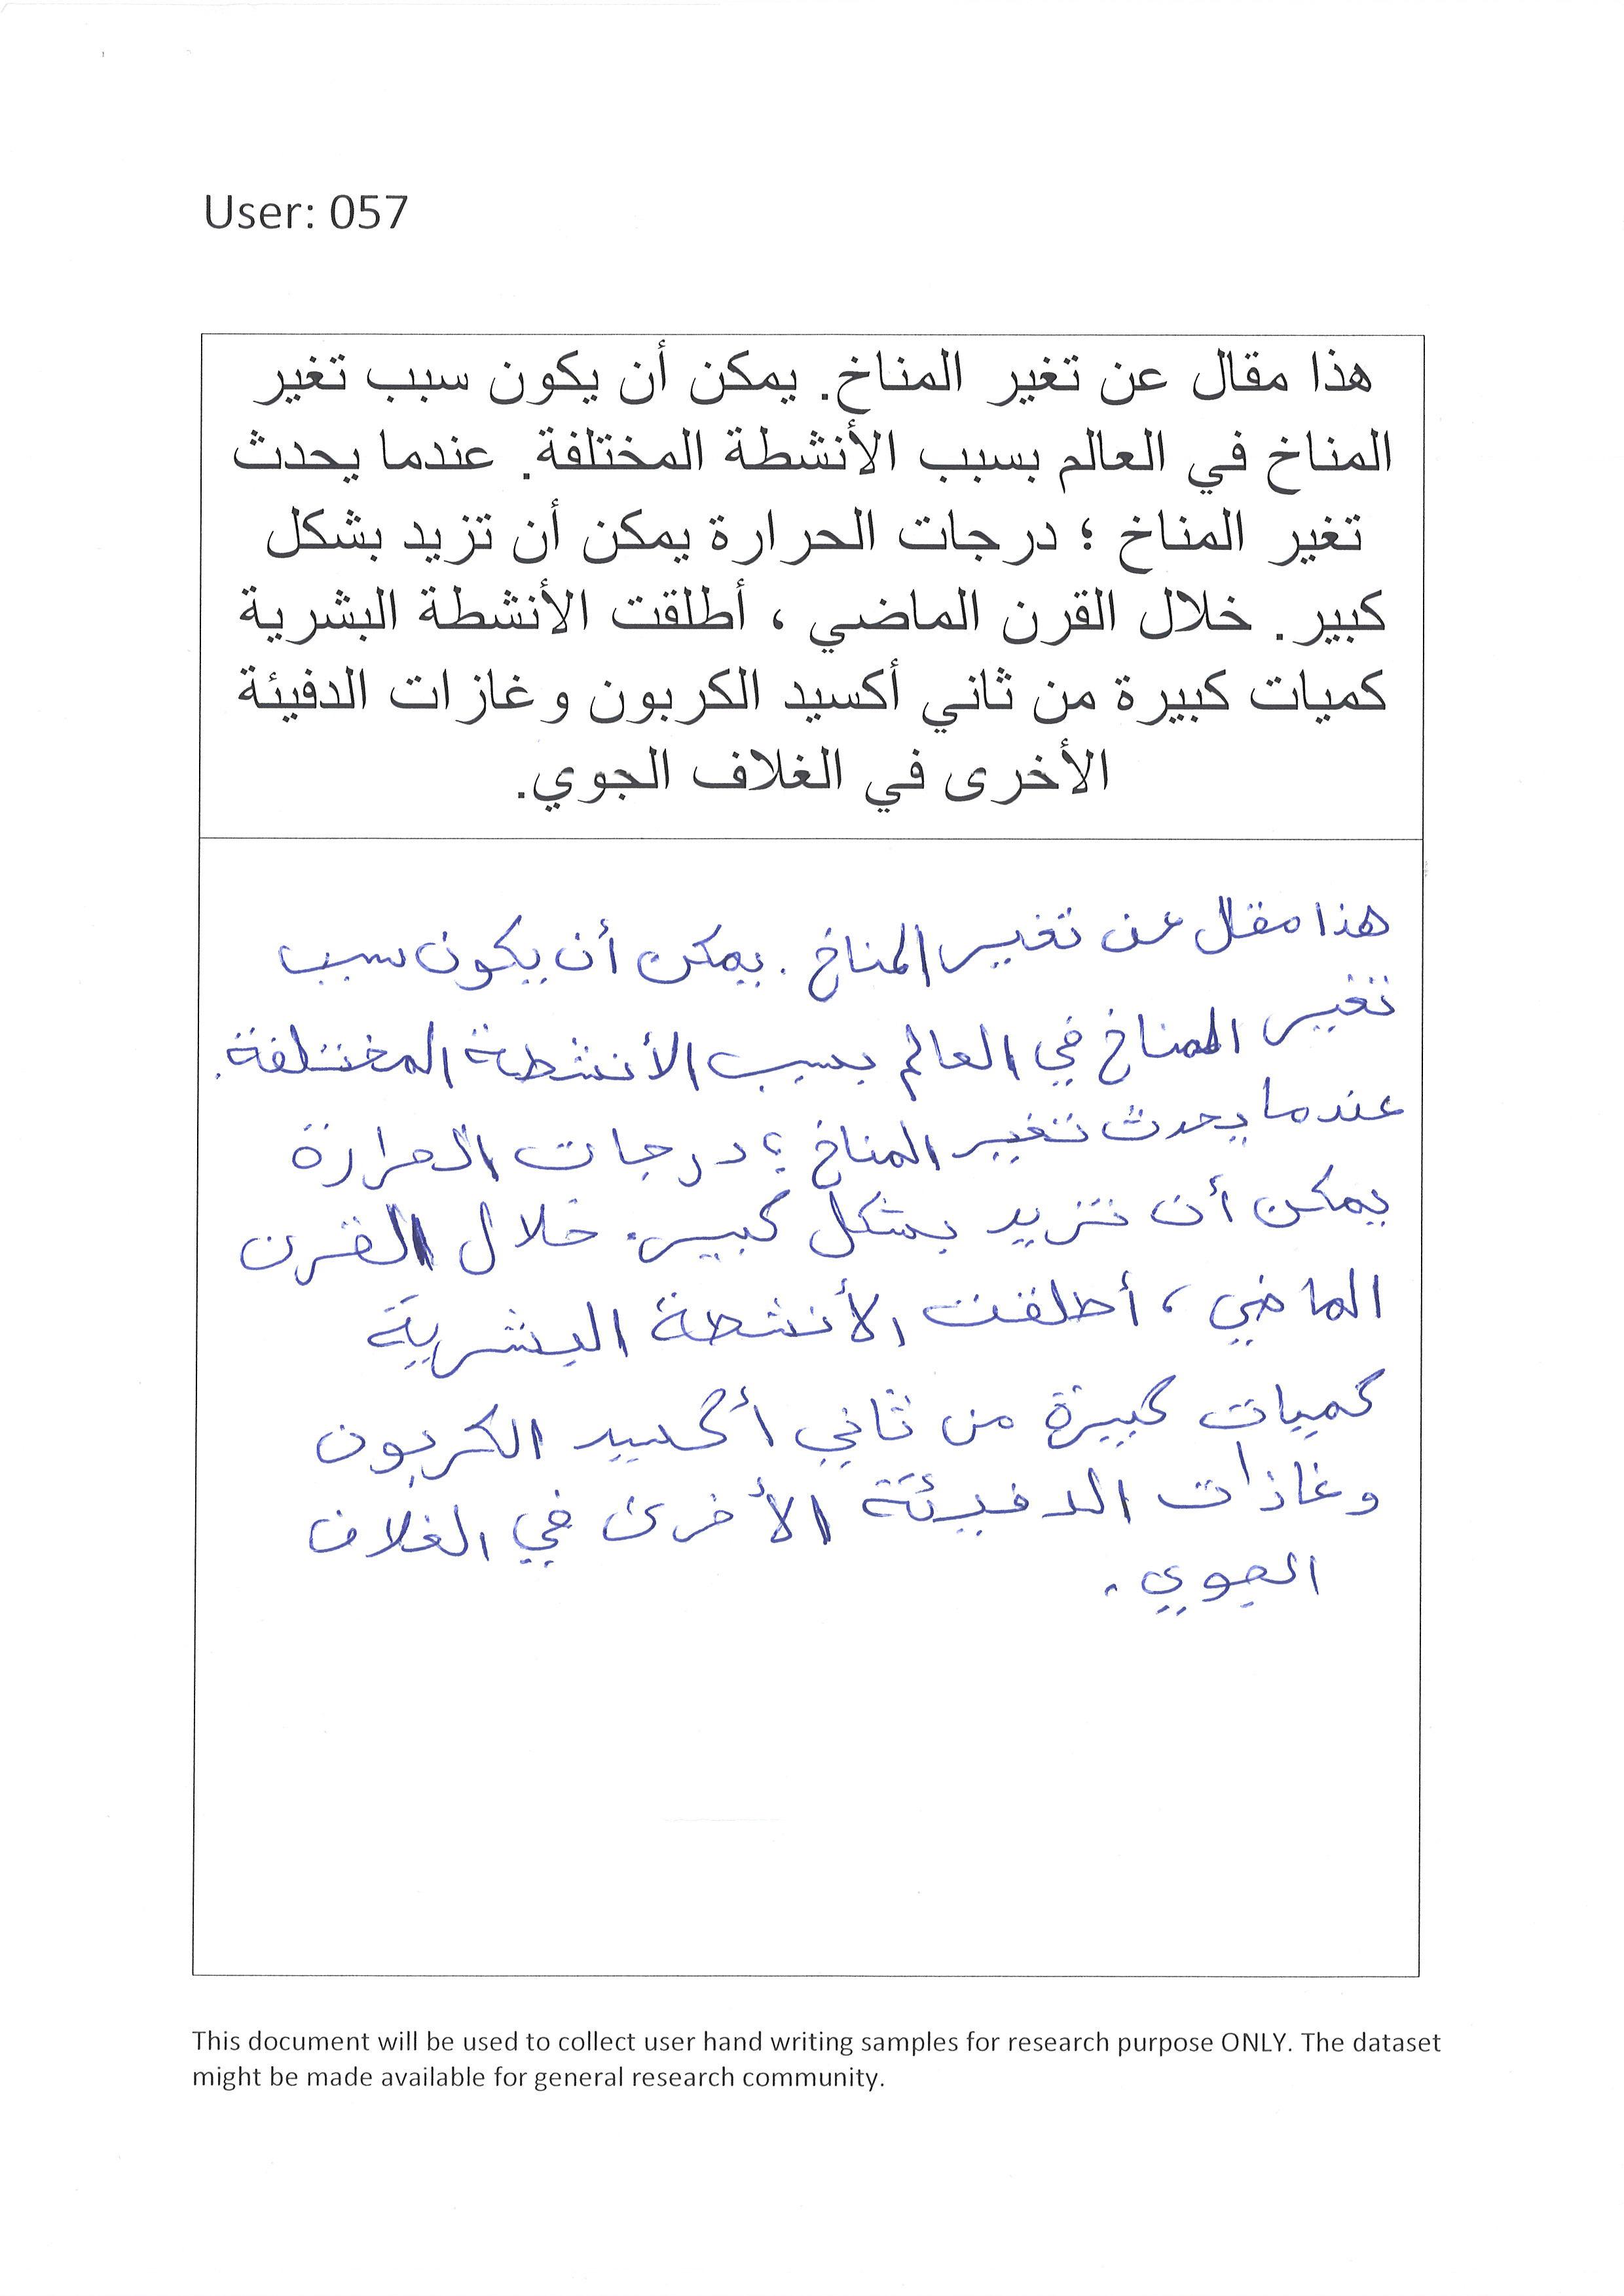 User: 057
هذا مقال عن تغير المناخ. يمكن أن يكون سبب تغير
المناخ في العالم بسبب الأنشطة المختلفة. عندما يحدث
تغير المناخ ؛ درجات الحرارة يمكن أن تزيد بشكل
كبير. خلال القرن الماضي ، أطلقت الأنشطة البشرية
كميات كبيرة من ثاني أكسيد الكربون وغازات الدفيئة
الأخرى في الغلاف الجوي.
هذا مقال عن تغير المناخ . يمكن أن يكون سبب
تغير المناخ في العالم بسبب الأنشطة المختلفة.
عندما يحدث تغير المناخ ؛ درجات الحرارة
يمكن أن تزيد بشكل كبير. خلال القرن
الماضي ، أطلقت الأنشطة البشرية
كميات كبيرة من ثاني أكسيد الكربون
وغازات الدفيئة الأخرى في الغلاف
الجوي .
This document will be used to collect user hand writing samples for research purpose ONLY. The dataset
might be made available for general research community.